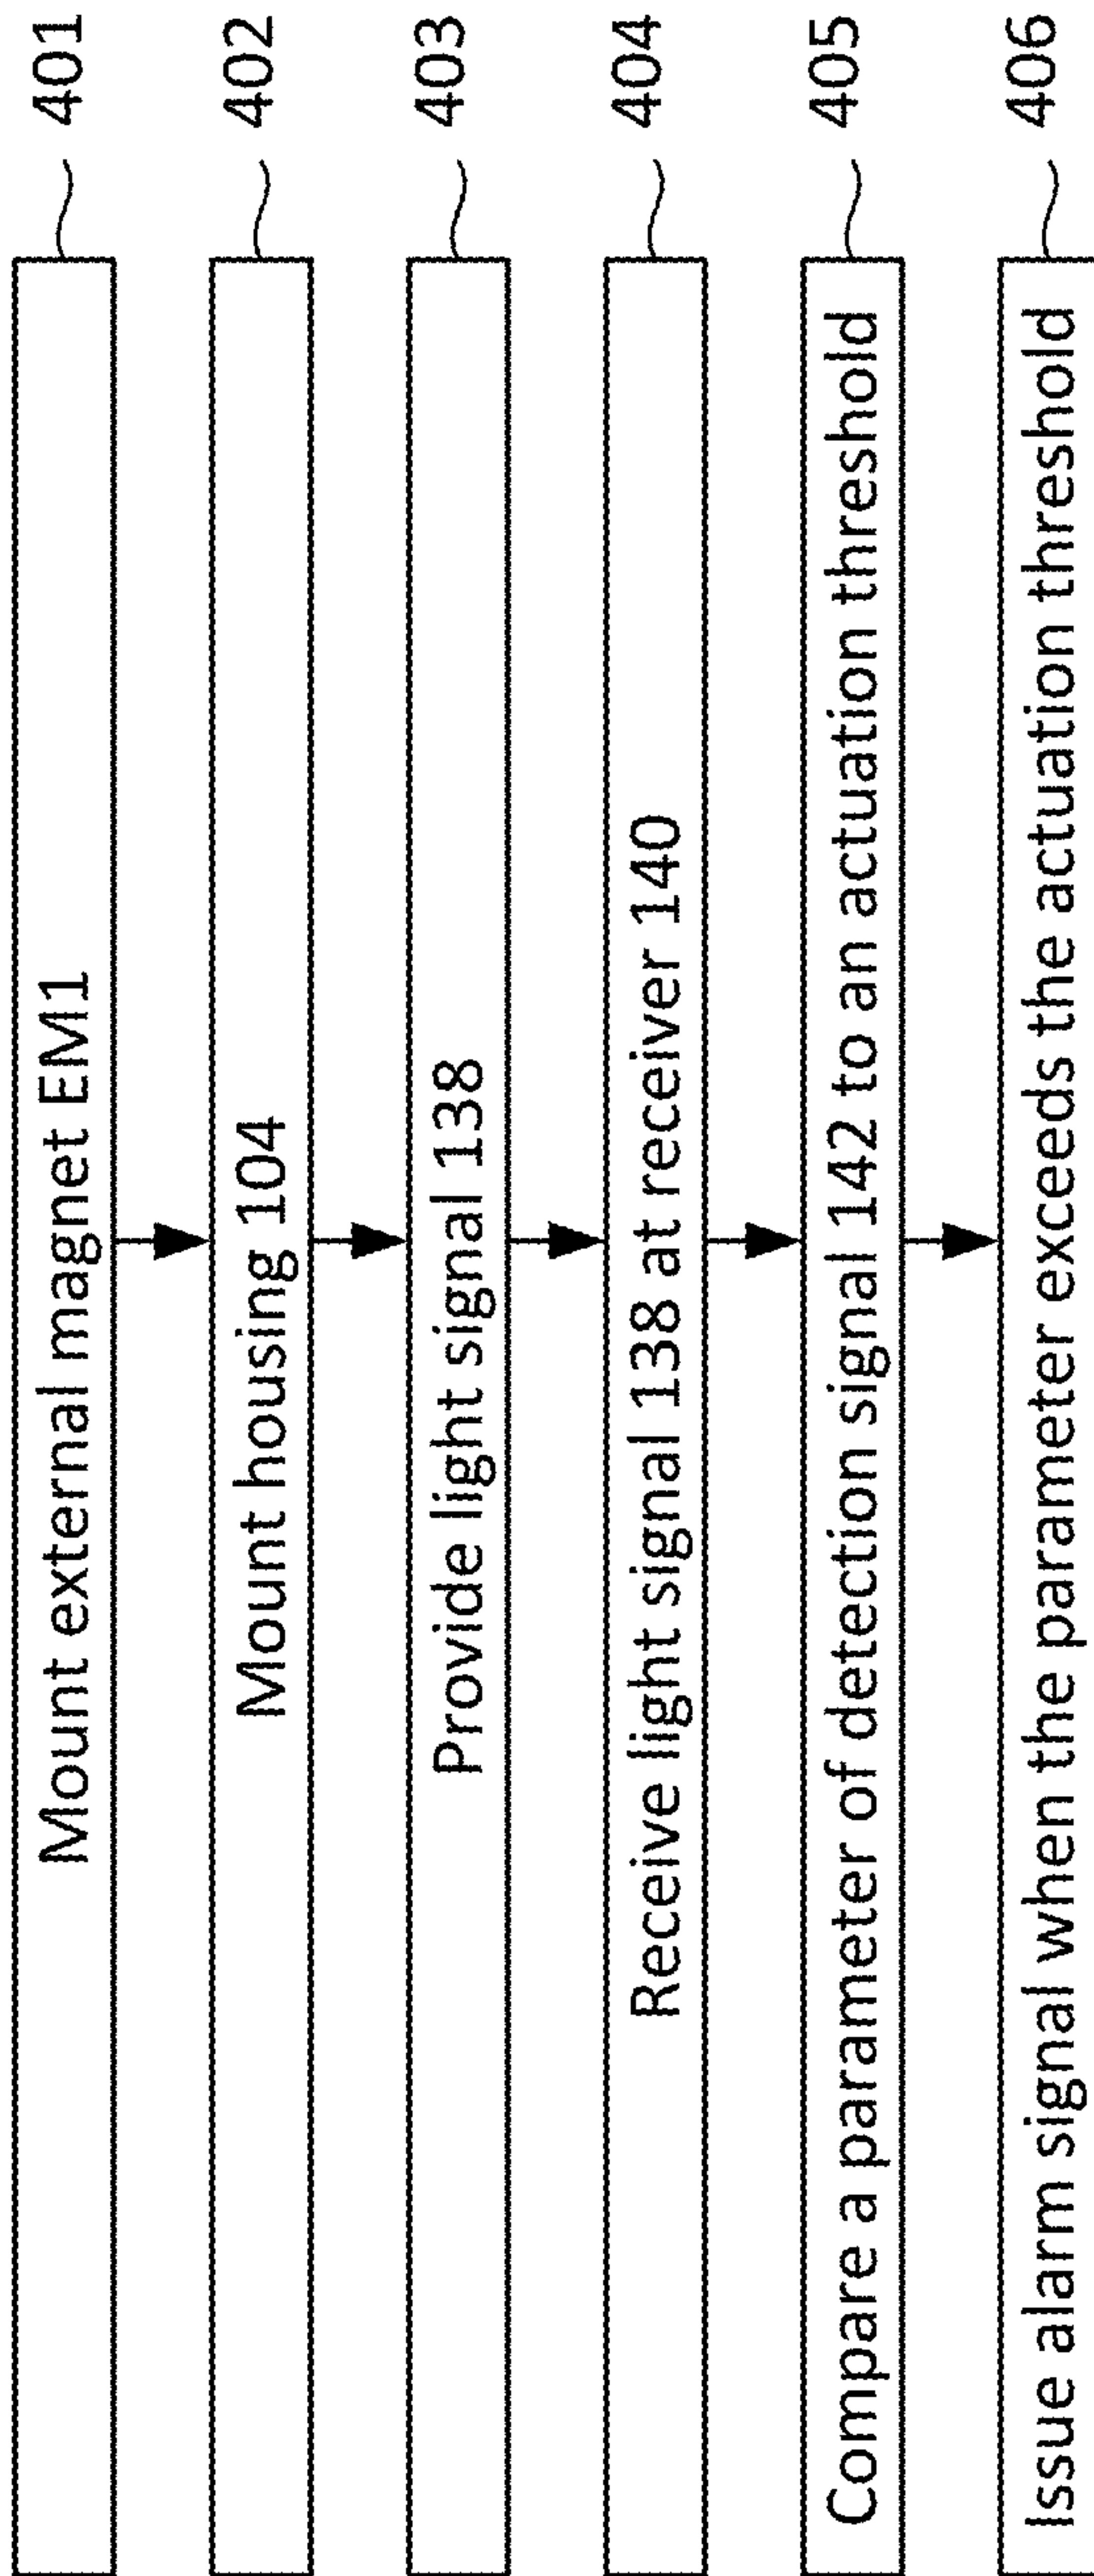 Mount external magnet EM1 401
Mount housing 104 402
Provide light signal 138 403
Receive light signal 138 at receiver 140 404
Compare a parameter of detection signal 142 to an actuation threshold 405
Issue alarm signal when the parameter exceeds the actuation threshold 406